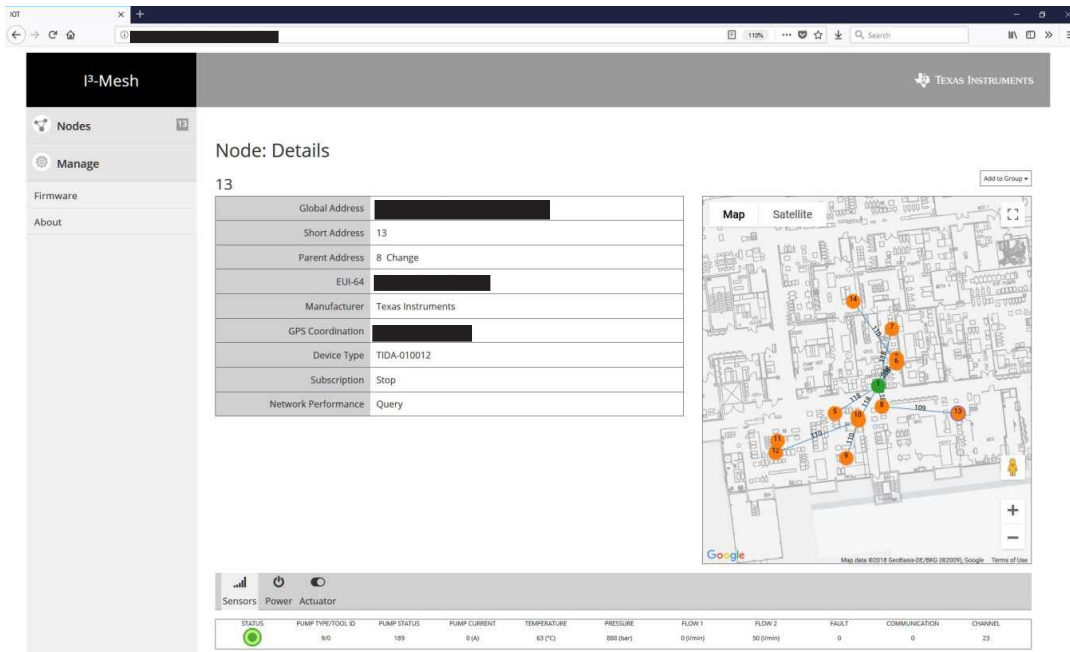 IOT
110%
Search
I³-Mesh
TEXAS INSTRUMENTS
Nodes 13
Manage
Firmware
About
Node: Details
13
Add to Group
Global Address
Short Address 13
Parent Address 8 Change
EUI-64
Manufacturer Texas Instruments
GPS Coordination
Device Type TIDA-010012
Subscription Stop
Network Performance Query
Map Satellite
14
7
110
118
6
1
118
5
8
109
13
10
110
110
11
12
9
Google
Map data ©2018 GeoBasis-DE/BKG (©2009), Google Terms of Use
Sensors Power Actuator
STATUS PUMP TYPE/TOOL ID PUMP STATUS PUMP CURRENT TEMPERATURE PRESSURE FLOW 1 FLOW 2 FAULT COMMUNICATION CHANNEL
9/0 189 0 (A) 63 (°C) 888 (bar) 0 (l/min) 50 (l/min) 0 0 23